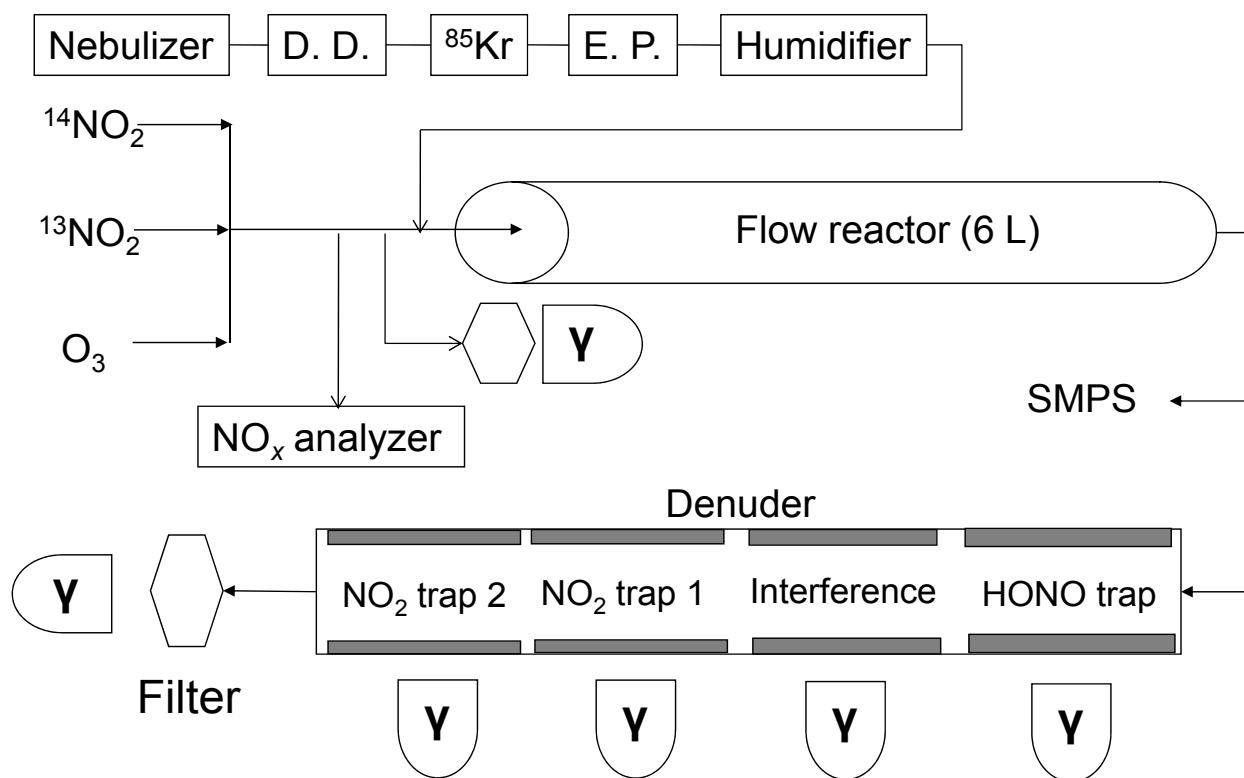 Nebulizer
D. D.
⁸⁵Kr
E. P.
Humidifier
¹⁴NO₂
¹³NO₂
O₃
Flow reactor (6 L)
γ
NOₓ analyzer
SMPS
Denuder
γ
NO₂ trap 2
NO₂ trap 1
Interference
HONO trap
Filter
γ
γ
γ
γ